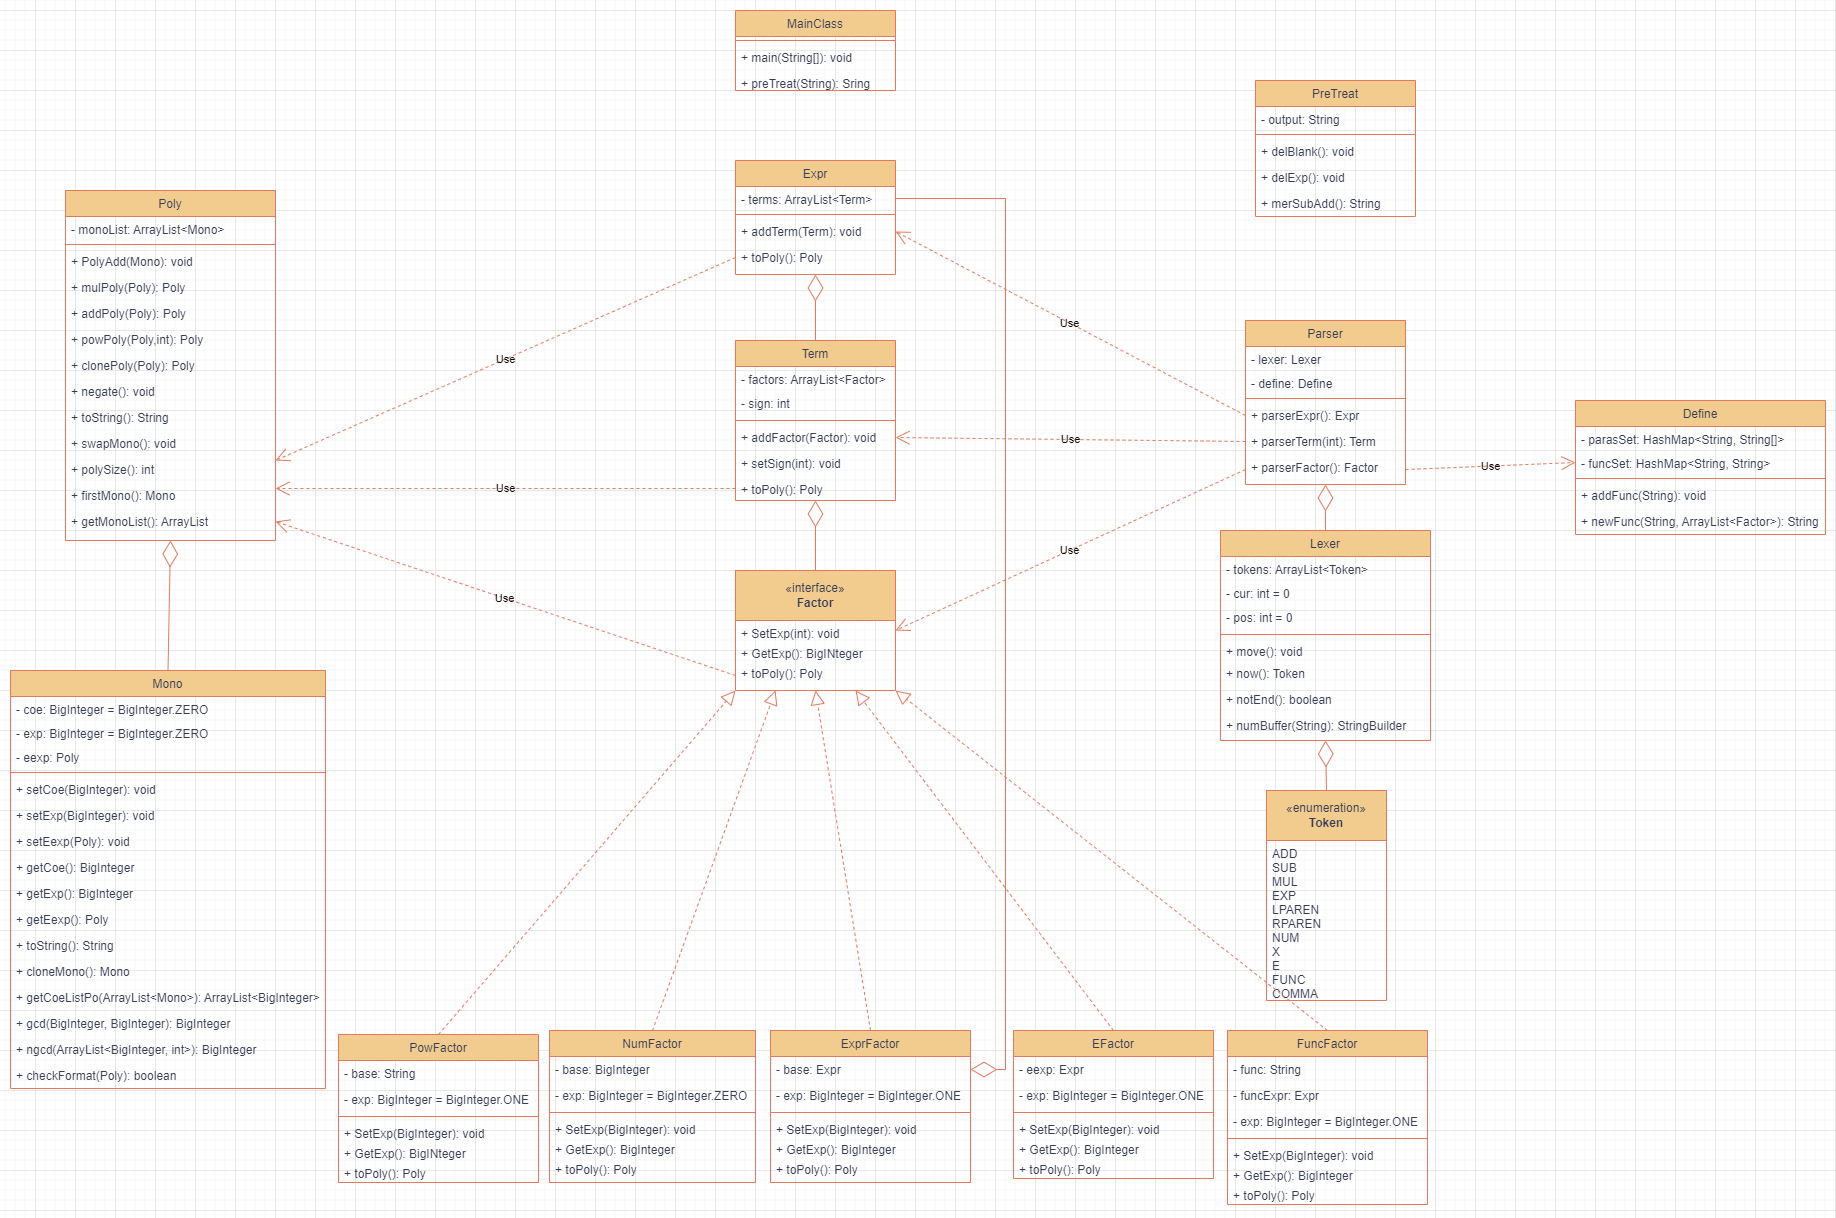 MainClass
+ main(String[]): void
+ preTreat(String): Sring
PreTreat
- output: String
+ delBlank(): void
+ delExp(): void
+ merSubAdd(): String
Expr
- terms: ArrayList<Term>
+ addTerm(Term): void
+ toPoly(): Poly
Poly
- monoList: ArrayList<Mono>
+ PolyAdd(Mono): void
+ mulPoly(Poly): Poly
+ addPoly(Poly): Poly
+ powPoly(Poly,int): Poly
+ clonePoly(Poly): Poly
+ negate(): void
+ toString(): String
+ swapMono(): void
+ polySize(): int
+ firstMono(): Mono
+ getMonoList(): ArrayList
Use
Use
Use
Term
- factors: ArrayList<Factor>
- sign: int
+ addFactor(Factor): void
+ setSign(int): void
+ toPoly(): Poly
Use
Use
Use
Parser
- lexer: Lexer
- define: Define
+ parserExpr(): Expr
+ parserTerm(int): Term
+ parserFactor(): Factor
Use
Define
- parasSet: HashMap<String, String[]>
- funcSet: HashMap<String, String>
+ addFunc(String): void
+ newFunc(String, ArrayList<Factor>): String
«interface»
Factor
+ SetExp(int): void
+ GetExp(): BigINteger
+ toPoly(): Poly
Lexer
- tokens: ArrayList<Token>
- cur: int = 0
- pos: int = 0
+ move(): void
+ now(): Token
+ notEnd(): boolean
+ numBuffer(String): StringBuilder
Mono
- coe: BigInteger = BigInteger.ZERO
- exp: BigInteger = BigInteger.ZERO
- eexp: Poly
+ setCoe(BigInteger): void
+ setExp(BigInteger): void
+ setEexp(Poly): void
+ getCoe(): BigInteger
+ getExp(): BigInteger
+ getEexp(): Poly
+ toString(): String
+ cloneMono(): Mono
+ getCoeListPo(ArrayList<Mono>): ArrayList<BigInteger>
+ gcd(BigInteger, BigInteger): BigInteger
+ ngcd(ArrayList<BigInteger, int>): BigInteger
+ checkFormat(Poly): boolean
«enumeration»
Token
ADD
SUB
MUL
EXP
LPAREN
RPAREN
NUM
X
E
FUNC
COMMA
PowFactor
- base: String
- exp: BigInteger = BigInteger.ONE
+ SetExp(BigInteger): void
+ GetExp(): BigINteger
+ toPoly(): Poly
NumFactor
- base: BigInteger
- exp: BigInteger = BigInteger.ZERO
+ SetExp(BigInteger): void
+ GetExp(): BigInteger
+ toPoly(): Poly
ExprFactor
- base: Expr
- exp: BigInteger = BigInteger.ONE
+ SetExp(BigInteger): void
+ GetExp(): BigInteger
+ toPoly(): Poly
EFactor
- eexp: Expr
- exp: BigInteger = BigInteger.ONE
+ SetExp(BigInteger): void
+ GetExp(): BigInteger
+ toPoly(): Poly
FuncFactor
- func: String
- funcExpr: Expr
- exp: BigInteger = BigInteger.ONE
+ SetExp(BigInteger): void
+ GetExp(): BigInteger
+ toPoly(): Poly